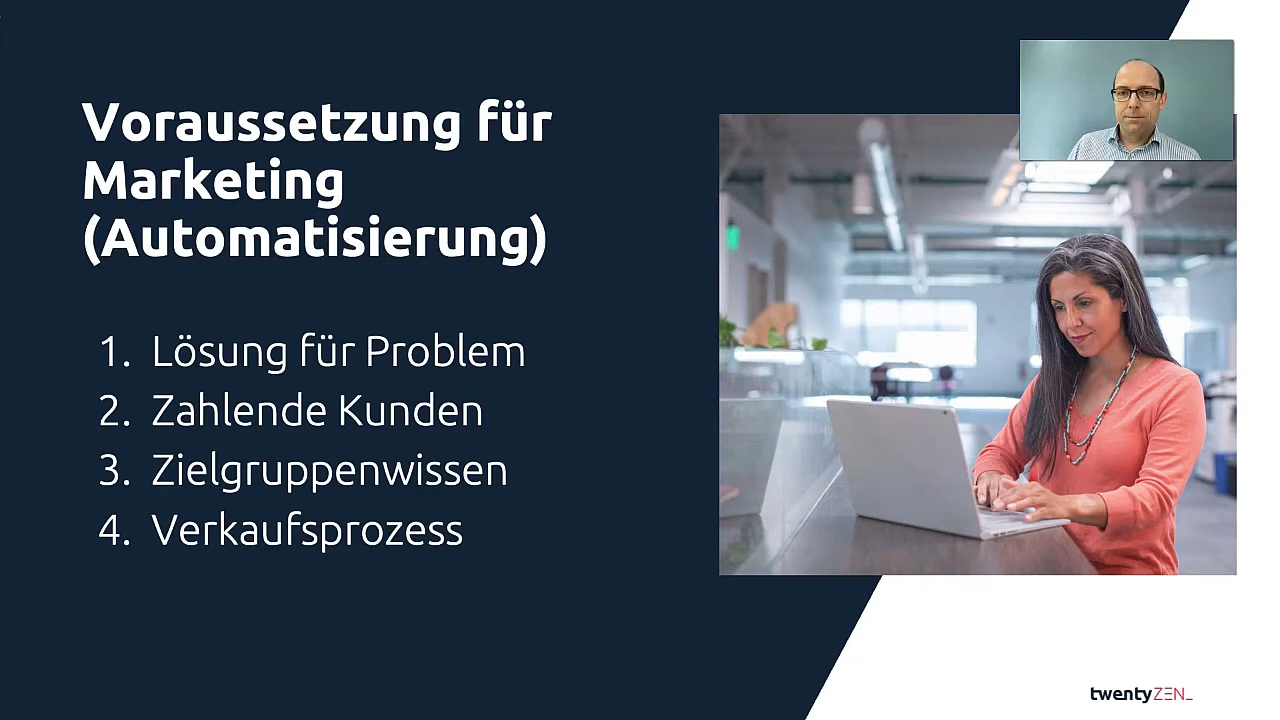 Voraussetzung für
Marketing
(Automatisierung)
1. Lösung für Problem
2. Zahlende Kunden
3. Zielgruppenwissen
4. Verkaufsprozess
twentyZEN_